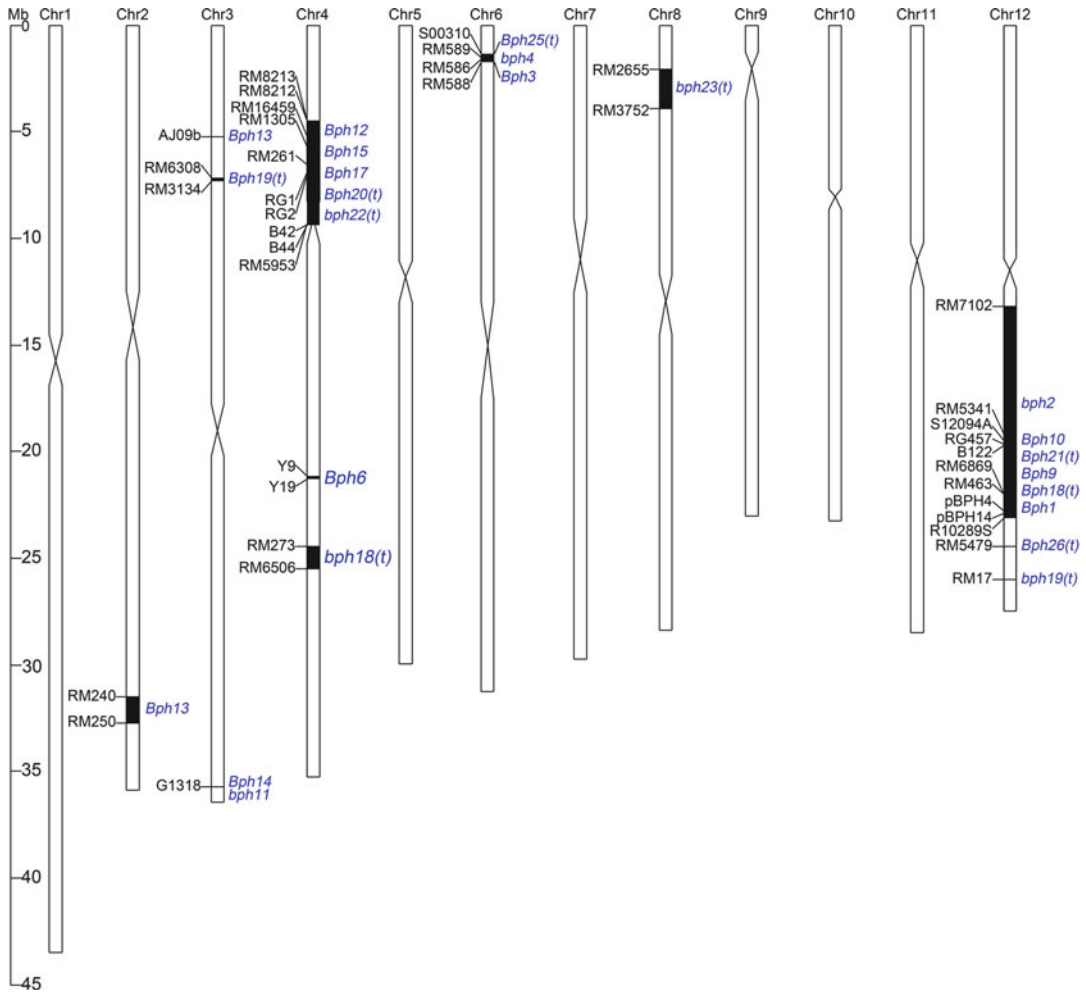 Mb Chr1 Chr2 Chr3 Chr4 Chr5 Chr6 Chr7 Chr8 Chr9 Chr10 Chr11 Chr12
0
5
10
15
20
25
30
35
40
45
RM240
RM250
Bph13
AJ09b
Bph13
RM6308
RM3134
Bph19(t)
G1318
Bph14
bph11
RM8213
RM8212
RM16459
RM1305
RM261
RG1
RG2
B42
B44
RM5953
Bph12
Bph15
Bph17
Bph20(t)
bph22(t)
Y9
Y19
Bph6
RM273
RM6506
bph18(t)
S00310
RM589
RM586
RM588
Bph25(t)
bph4
Bph3
RM2655
RM3752
bph23(t)
RM7102
RM5341
S12094A
RG457
B122
RM6869
RM463
pBPH4
pBPH14
R10289S
RM5479
RM17
bph2
Bph10
Bph21(t)
Bph9
Bph18(t)
Bph1
Bph26(t)
bph19(t)